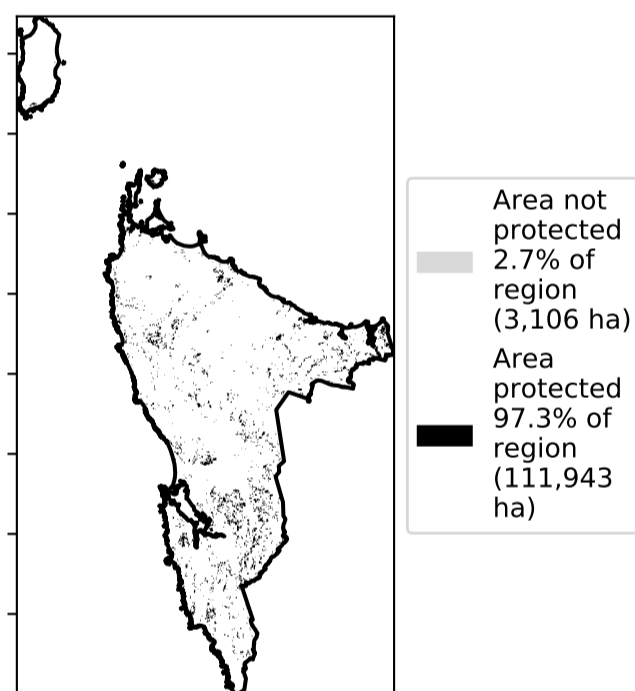 Area not
protected
2.7% of
region
(3,106 ha)
Area
protected
97.3% of
region
(111,943
ha)